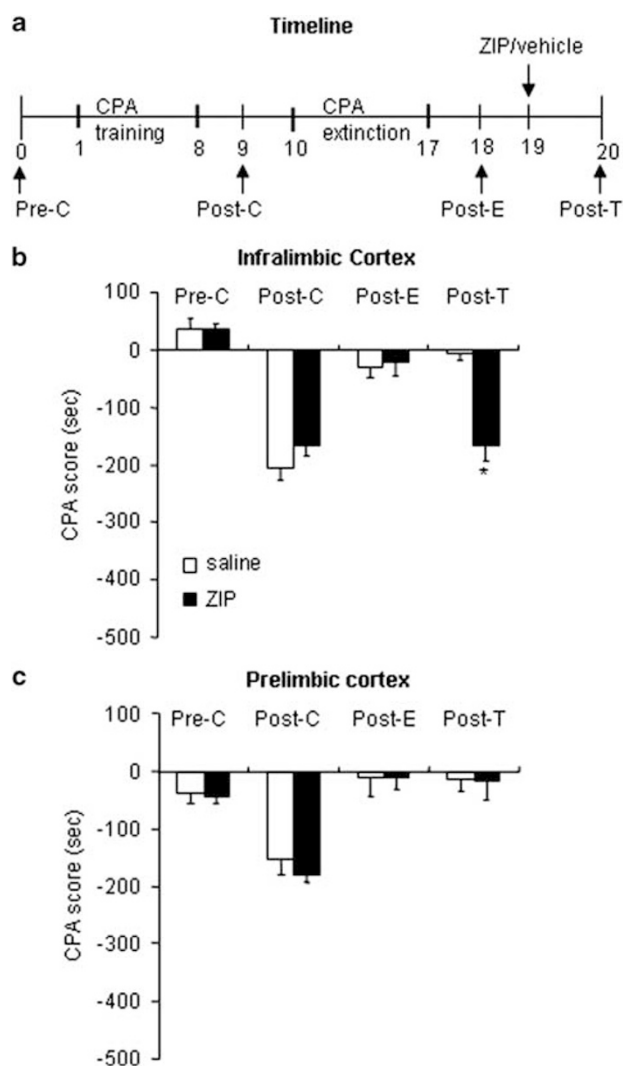 a
Timeline
ZIP/vehicle
CPA CPA
training extinction
0 1 8 9 10 17 18 19 20
Pre-C Post-C Post-E Post-T
b
Infralimbic Cortex
Pre-C Post-C Post-E Post-T
100
0
-100
-200
-300
-400
-500
CPA score (sec)
*
saline
ZIP
c
Prelimbic cortex
Pre-C Post-C Post-E Post-T
100
0
-100
-200
-300
-400
-500
CPA score (sec)